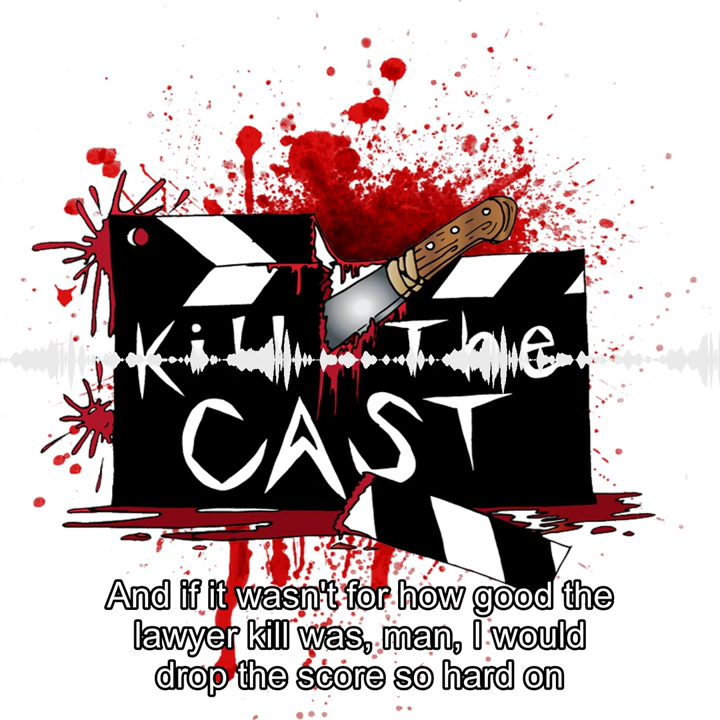 Kill The
CAST
And if it wasn't for how good the
lawyer kill was, man, I would
drop the score so hard on